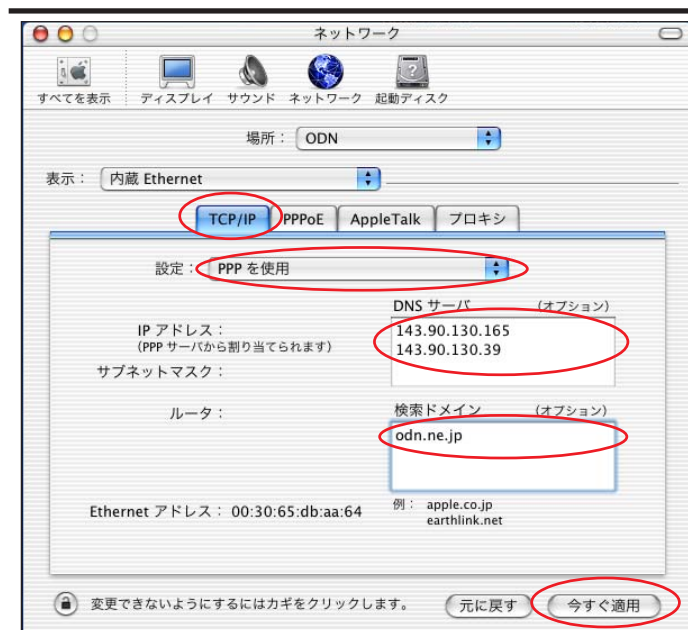 ネットワーク
すべてを表示 ディスプレイ サウンド ネットワーク 起動ディスク
場所： ODN
表示： 内蔵 Ethernet
TCP/IP PPPoE AppleTalk プロキシ
設定： PPP を使用
DNS サーバ (オプション)
IP アドレス： 143.90.130.165
(PPP サーバから割り当てられます) 143.90.130.39
サブネットマスク：
ルータ： 検索ドメイン (オプション)
odn.ne.jp
Ethernet アドレス： 00:30:65:db:aa:64 例： apple.co.jp
earthlink.net
変更できないようにするにはカギをクリックします。 元に戻す 今すぐ適用